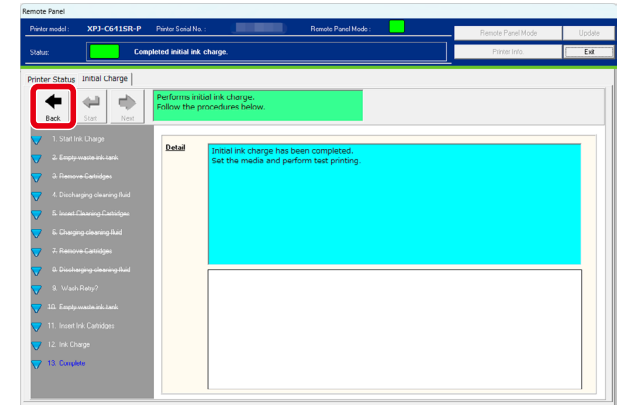 Remote Panel
Printer model : XPJ-C641SR-P Printer Serial No. : Remote Panel Mode :
Remote Panel Mode Update
Status: Completed initial ink charge.
Printer Info. Exit
Printer Status Initial Charge
Back Start Next
Performs initial ink charge.
Follow the procedures below.
1. Start Ink Charge
2. Empty waste ink tank
3. Remove Cartridges
4. Discharging cleaning fluid
5. Insert Cleaning Cartridges
6. Charging cleaning fluid
7. Remove Cartridges
8. Discharging cleaning fluid
9. Wash Retry?
10. Empty waste ink tank
11. Insert Ink Cartridges
12. Ink Charge
13. Complete
Detail
Initial ink charge has been completed.
Set the media and perform test printing.